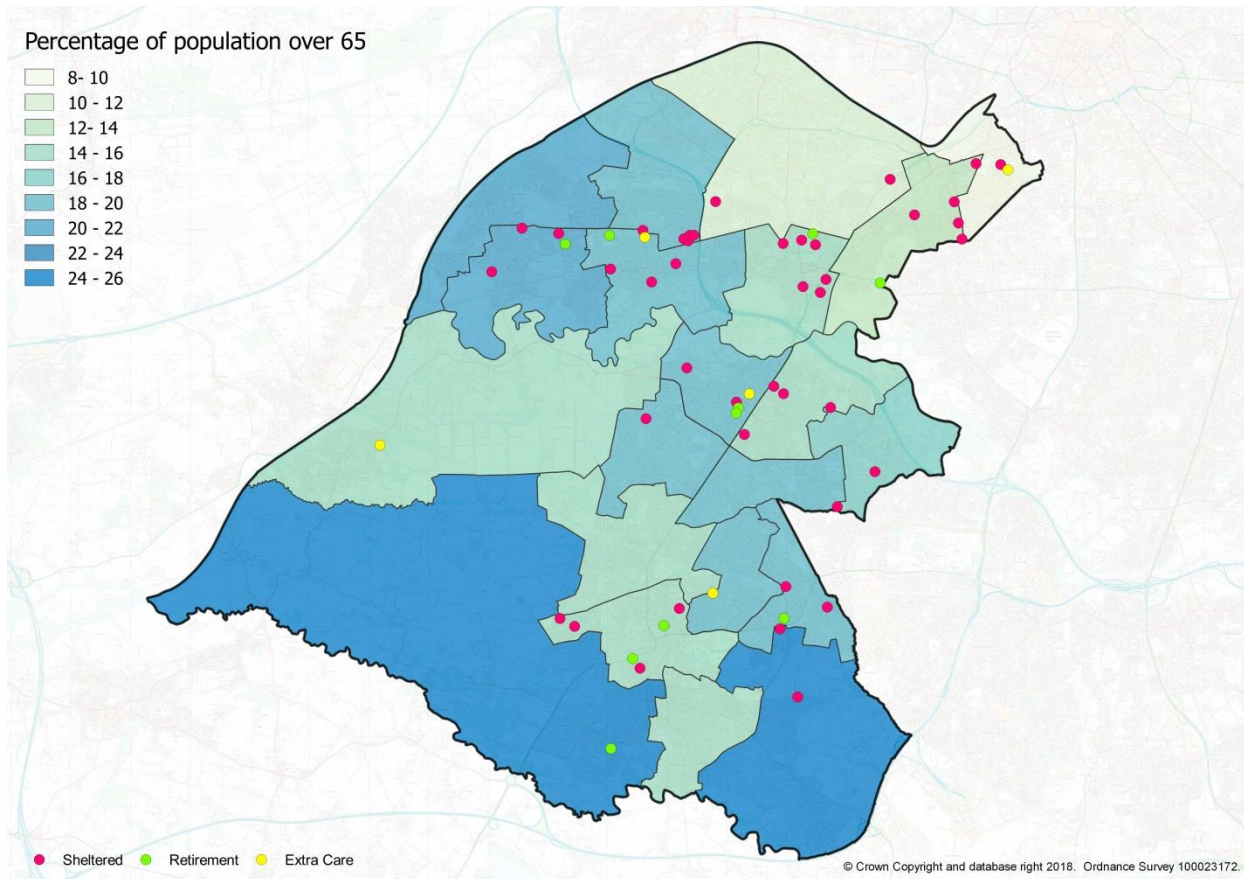 Percentage of population over 65
8- 10
10 - 12
12- 14
14 - 16
16 - 18
18 - 20
20 - 22
22 - 24
24 - 26
Sheltered Retirement Extra Care
© Crown Copyright and database right 2018. Ordnance Survey 100023172.